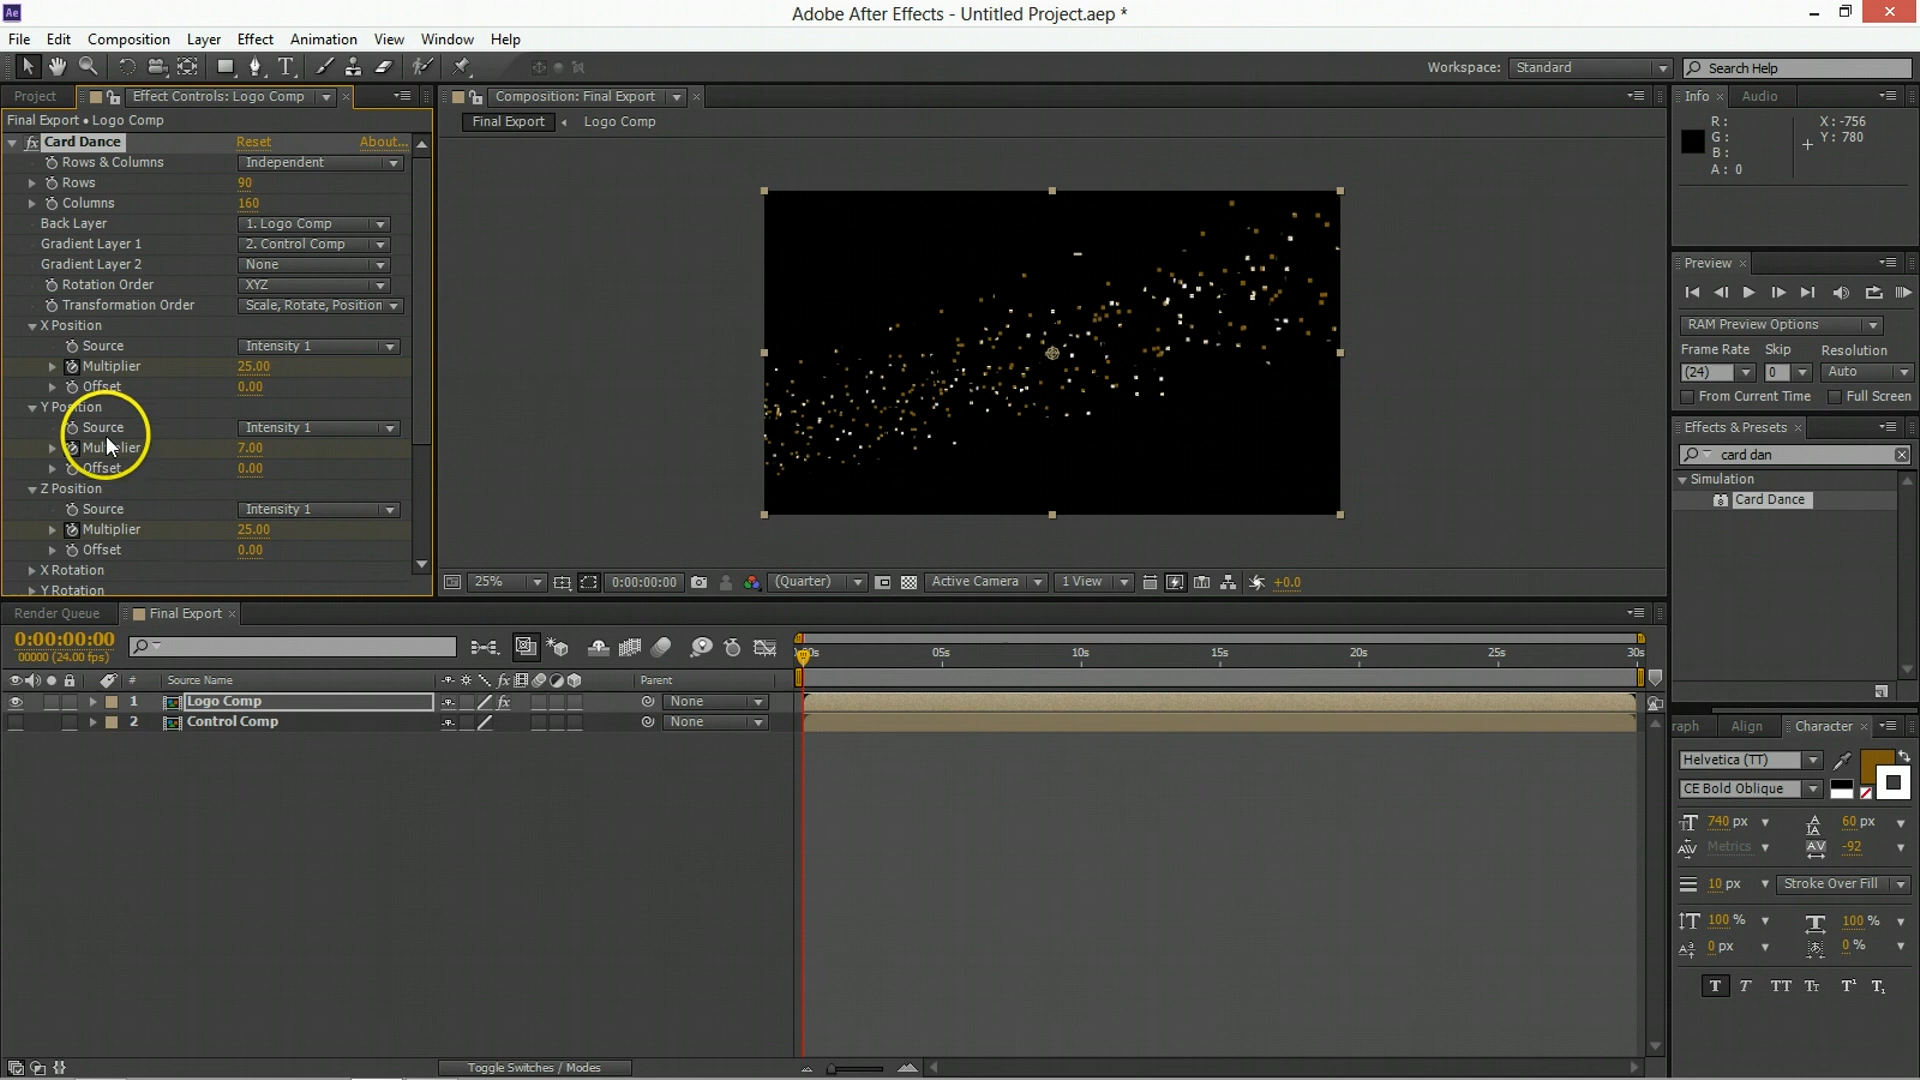 Ae
Adobe After Effects - Untitled Project.aep *
File Edit Composition Layer Effect Animation View Window Help
Workspace: Standard
Search Help
Project
Effect Controls: Logo Comp
Final Export • Logo Comp
fx Card Dance Reset About...
Rows & Columns Independent
Rows 90
Columns 160
Back Layer 1. Logo Comp
Gradient Layer 1 2. Control Comp
Gradient Layer 2 None
Rotation Order XYZ
Transformation Order Scale, Rotate, Position
X Position
Source Intensity 1
Multiplier 25.00
Offset 0.00
Y Position
Source Intensity 1
Multiplier 7.00
Offset 0.00
Z Position
Source Intensity 1
Multiplier 25.00
Offset 0.00
X Rotation
Y Rotation
Composition: Final Export
Final Export Logo Comp
25% 0:00:00:00 (Quarter) Active Camera 1 View +0.0
Info Audio
R: G: B: A: 0
X: -756
Y: 780
Preview
RAM Preview Options
Frame Rate Skip Resolution
(24) 0 Auto
From Current Time Full Screen
Effects & Presets
card dan
Simulation
Card Dance
raph Align Character
Helvetica (TT)
CE Bold Oblique
740 px 60 px
Metrics -92
10 px Stroke Over Fill
100 % 100 %
0 px 0 %
T T TT Tt T¹ T₁
Render Queue Final Export
0:00:00:00
00000 (24.00 fps)
# Source Name fx Parent
1 Logo Comp fx None
2 Control Comp None
05s 10s 15s 20s 25s 30s
Toggle Switches / Modes